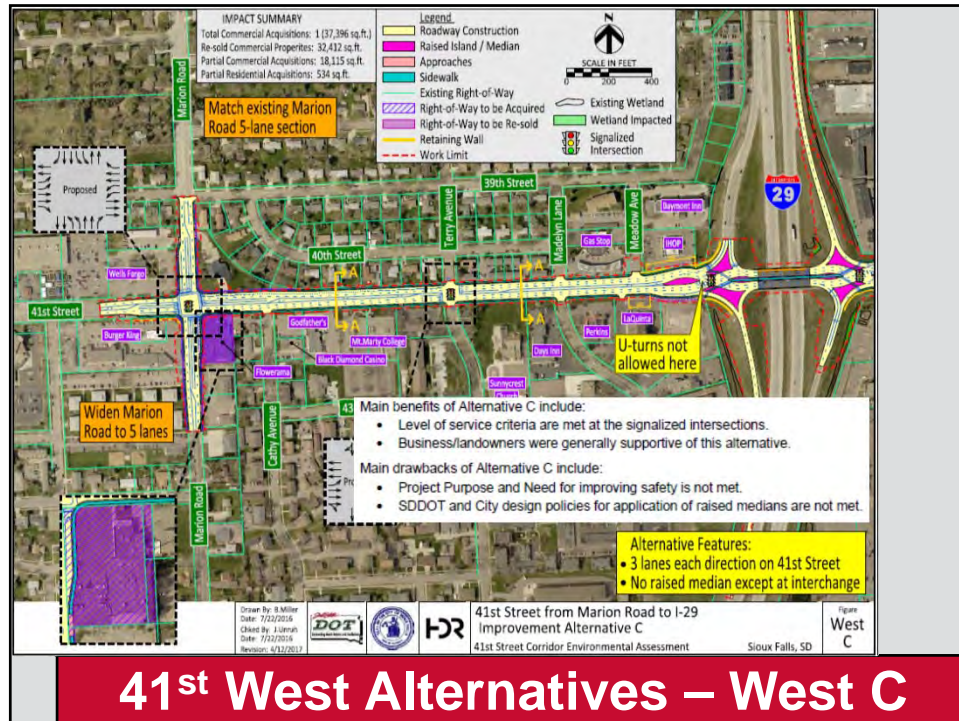 IMPACT SUMMARY
Total Commercial Acquisitions: 1 (37,396 sq.ft.)
Re-sold Commercial Properites: 32,412 sq.ft.
Partial Commercial Acquisitions: 18,115 sq.ft.
Partial Residential Acquisitions: 534 sq.ft.
Legend
Roadway Construction
Raised Island / Median
Approaches
Sidewalk
Existing Right-of-Way
Right-of-Way to be Acquired
Right-of-Way to be Re-sold
Retaining Wall
Work Limit
N
SCALE IN FEET
0 200 400
Existing Wetland
Wetland Impacted
Signalized
Intersection
Marion Road
Match existing Marion
Road 5-lane section
Proposed
39th Street
40th Street
Terry Avenue
Madelyn Lane
Meadow Ave
Baymont Inn
Gas Stop
IHOP
29
Wells Fargo
41st Street
A
A
A
A
Burger King
Godfather's
Mt.Marty College
Black Diamond Casino
Flowerama
Perkins
LaQuinta
Days Inn
Sunnycrest
U-turns not
allowed here
Widen Marion
Road to 5 lanes
Cathy Avenue
43
Marion Road
Main benefits of Alternative C include:
• Level of service criteria are met at the signalized intersections.
• Business/landowners were generally supportive of this alternative.
Main drawbacks of Alternative C include:
• Project Purpose and Need for improving safety is not met.
• SDDOT and City design policies for application of raised medians are not met.
Alternative Features:
• 3 lanes each direction on 41st Street
• No raised median except at interchange
Drawn By: B.Miller
Date: 7/22/2016
Chked By: J.Unruh
Date: 7/22/2016
Revision: 4/12/2017
DOT
HDR
41st Street from Marion Road to I-29
Improvement Alternative C
41st Street Corridor Environmental Assessment
Sioux Falls, SD
Figure
West
C
41st West Alternatives – West C